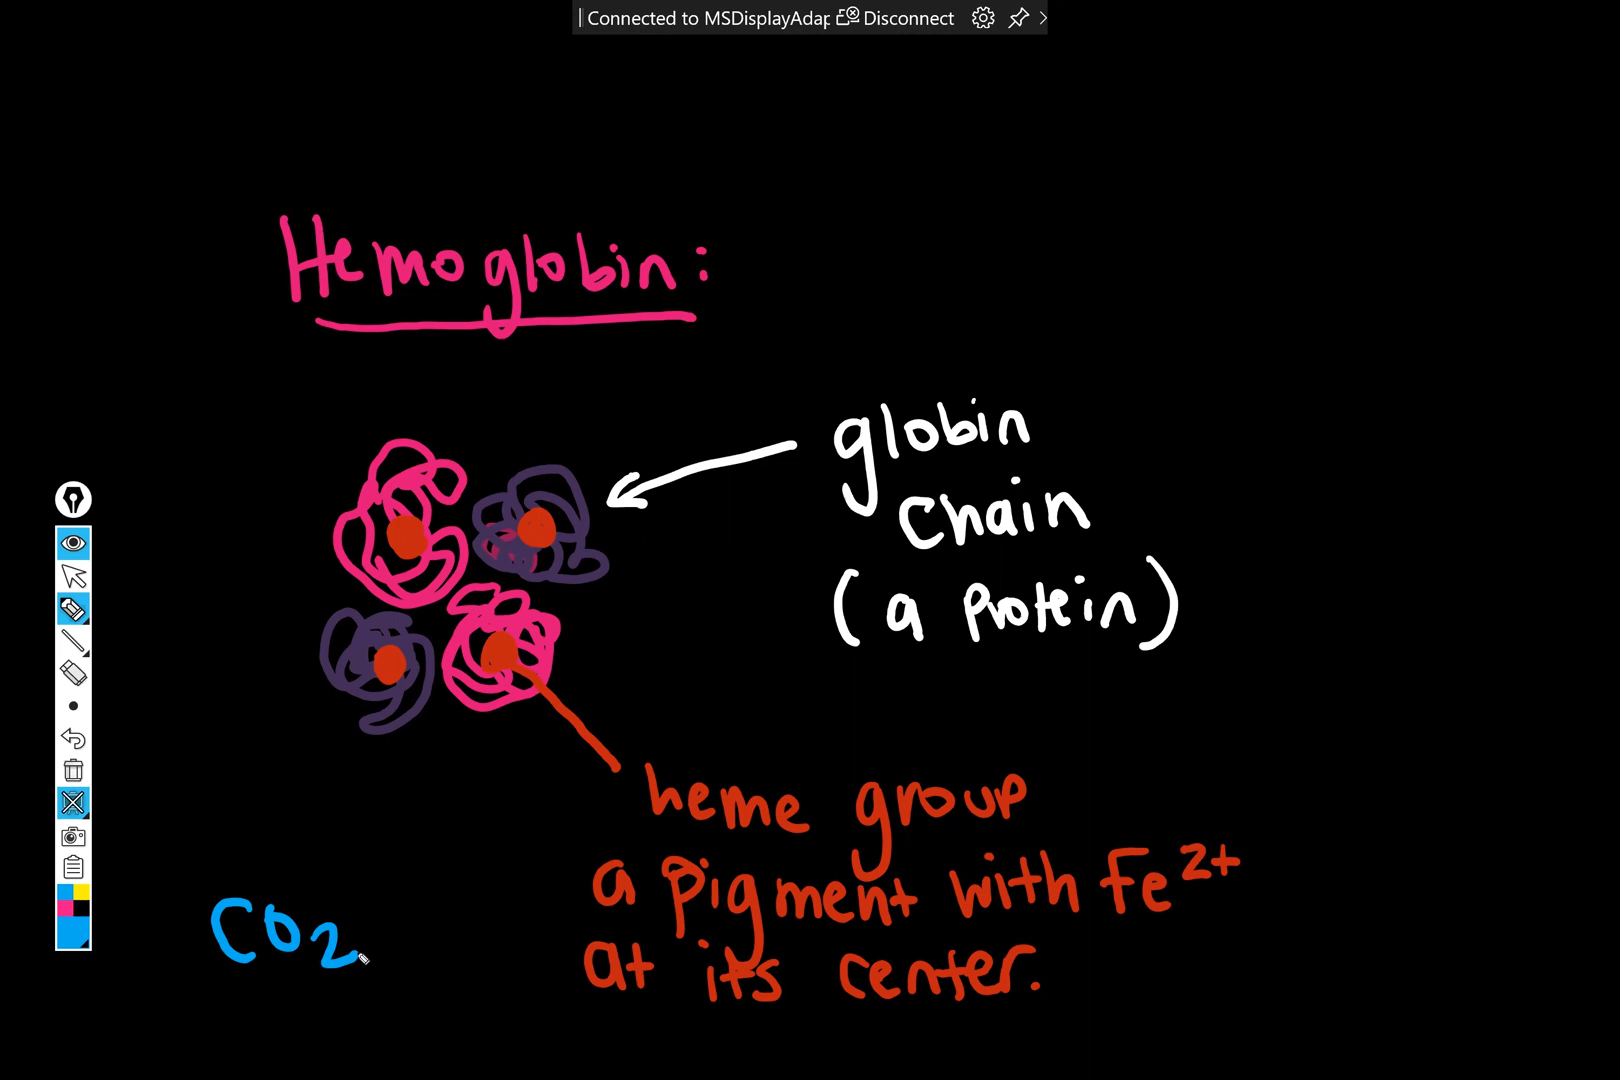 Connected to MSDisplayAdap Disconnect
Hemoglobin:
globin
Chain
(a Protein)
heme group
a pigment with Fe²⁺
at its center.
CO₂